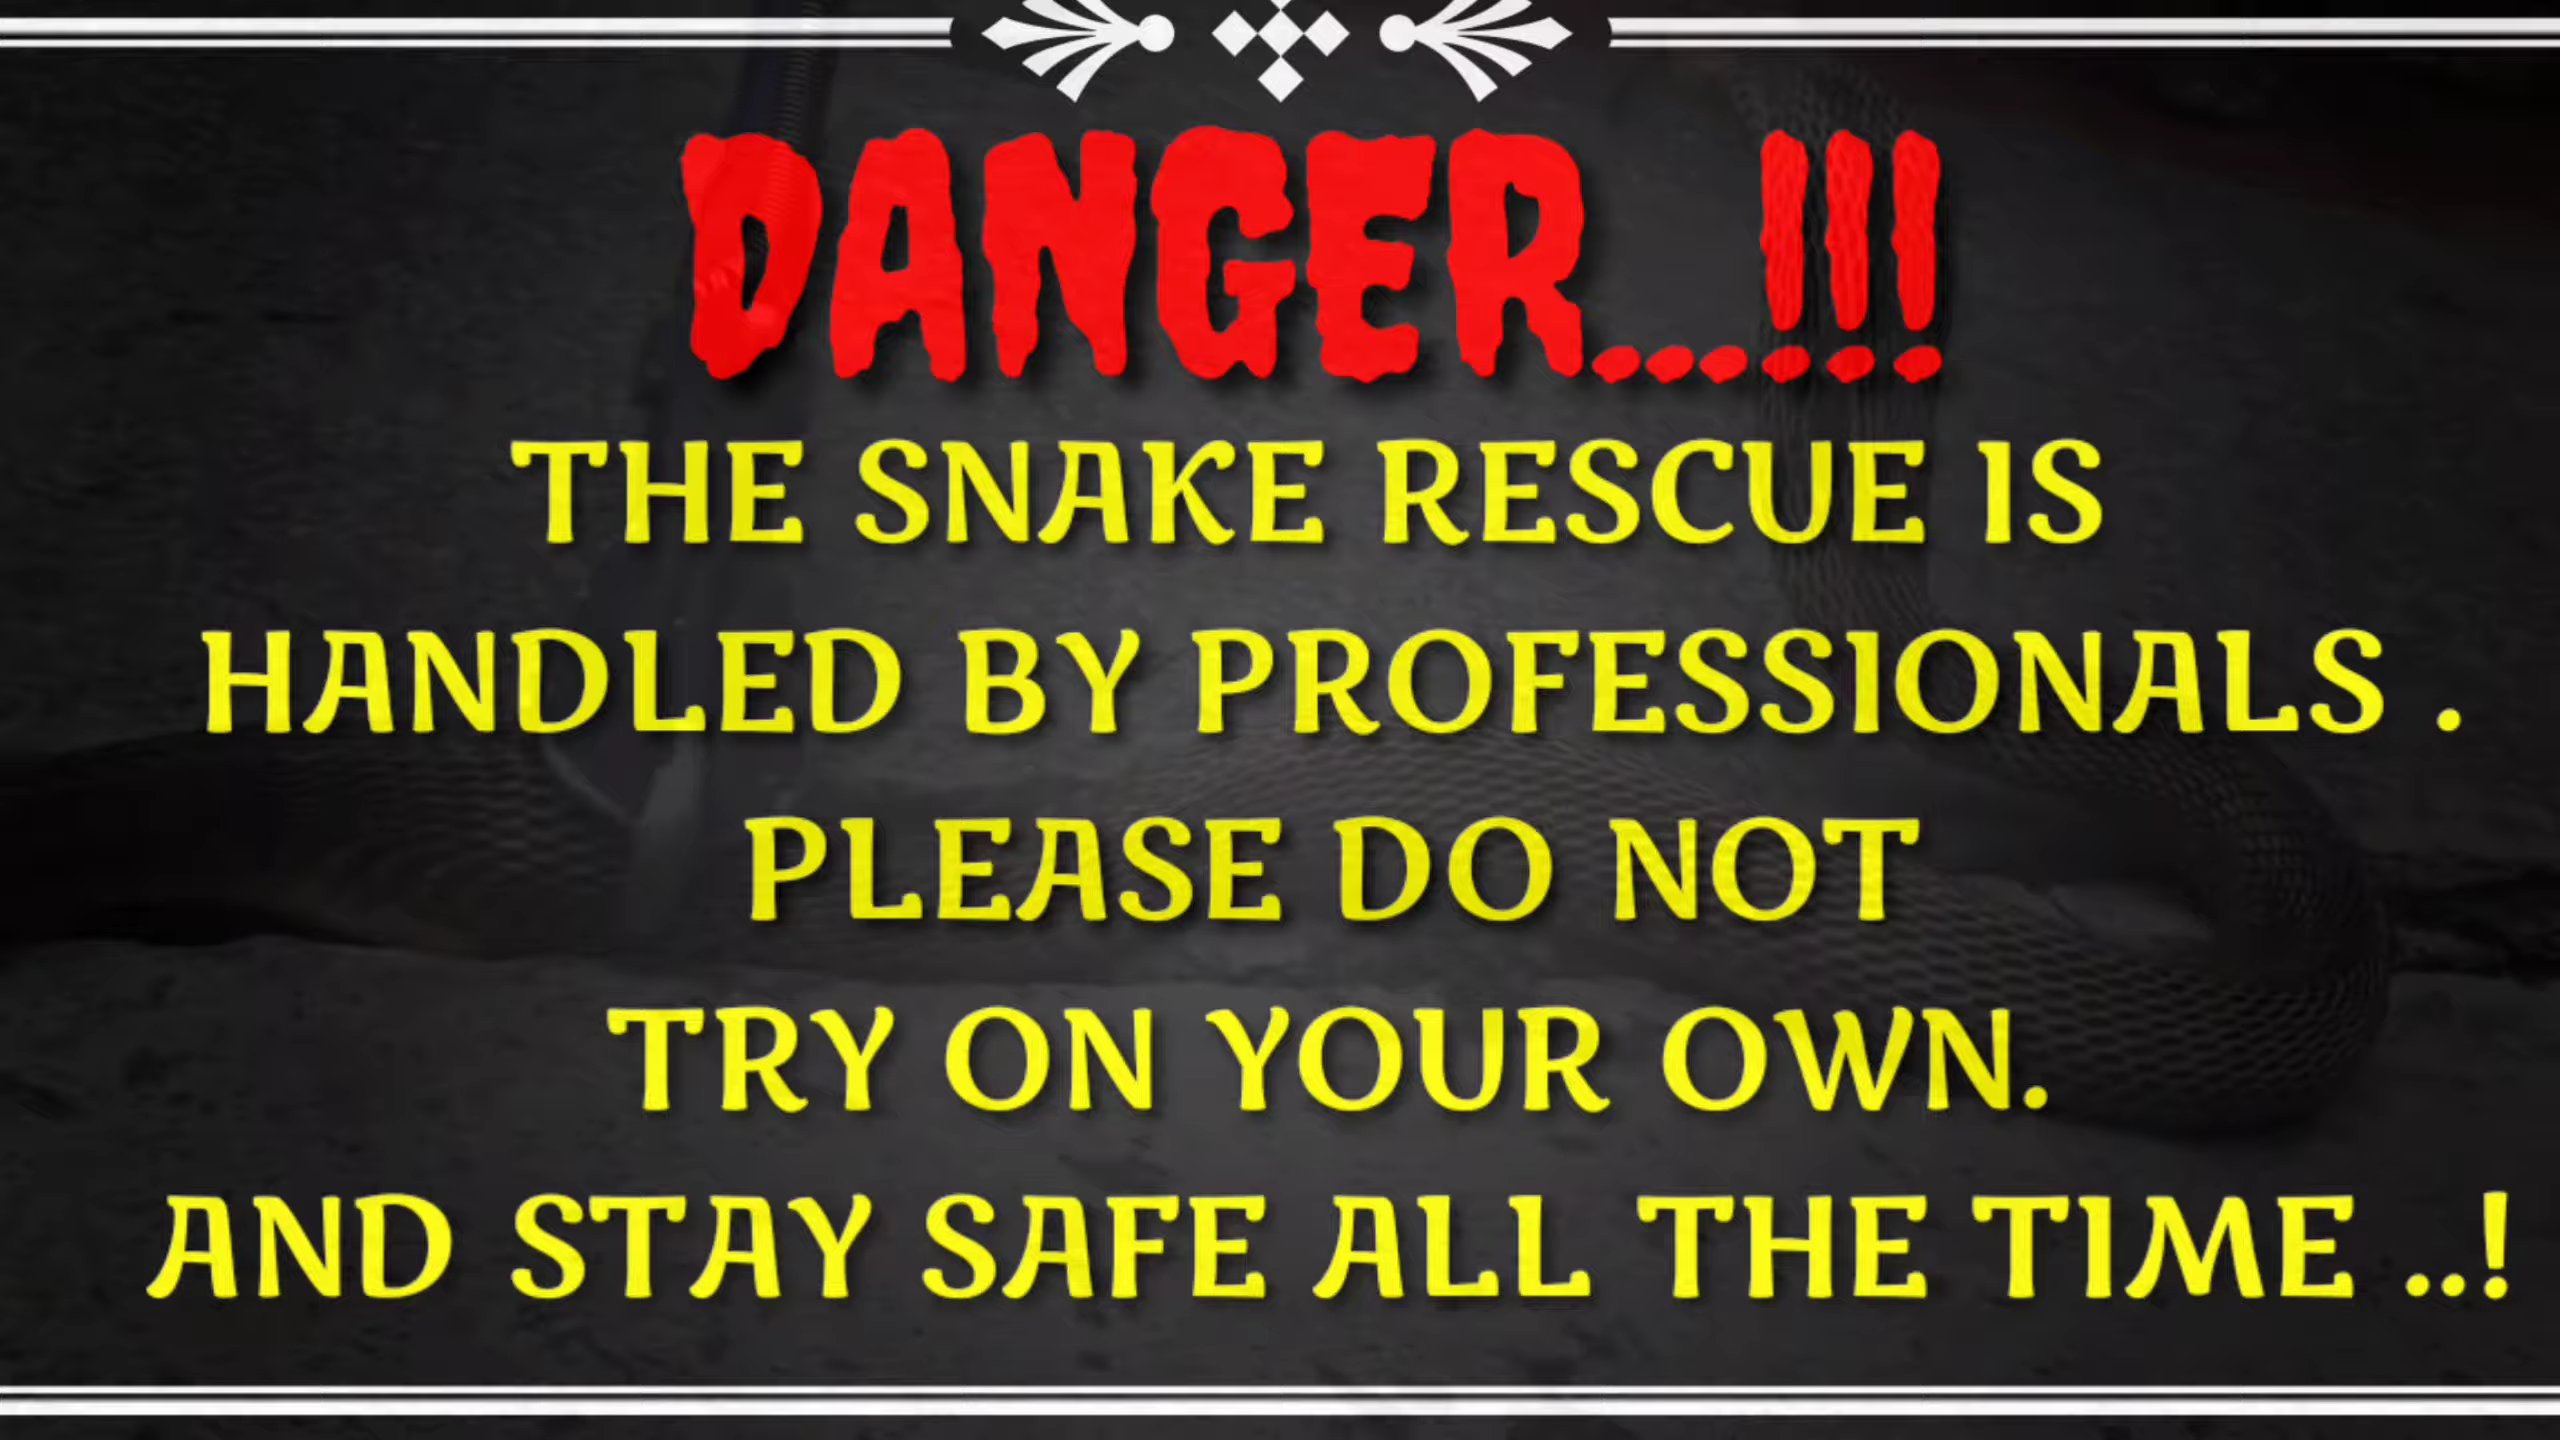 DANGER...!!!
THE SNAKE RESCUE IS
HANDLED BY PROFESSIONALS .
PLEASE DO NOT
TRY ON YOUR OWN.
AND STAY SAFE ALL THE TIME ..!